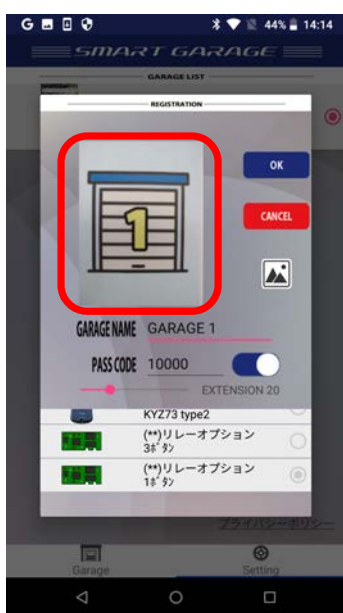 G 44% 14:14
SMART GARAGE
GARAGE LIST
REGISTRATION
1
OK
CANCEL
GARAGE NAME GARAGE 1
PASS CODE 10000
EXTENSION 20
KYZ73 type2
(**)リレーオプション
3ﾎﾞﾀﾝ
(**)リレーオプション
1ﾎﾞﾀﾝ
プライバシーポリシー
Garage Setting